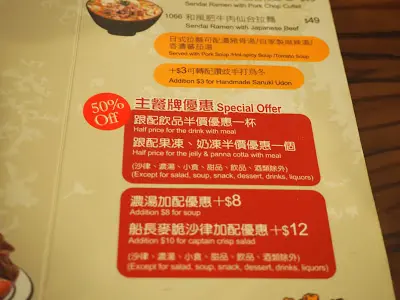 Sendai Ramen with Pork Chop Cutlet
1066 和風肥牛肉仙台拉麵 $49
Sendai Ramen with Japanese Beef
日式拉麵可配濃豬骨湯/自家製麻辣湯/
香濃蕃茄湯
Served with Pork Soup /Hot-spicy Soup /Tomato Soup
+$3可轉配讚岐手打烏冬
Addition $3 for Handmade Saruki Udon
50%
Off
主餐牌優惠 Special Offer
跟配飲品半價優惠一杯
Half price for the drink with meal
跟配果凍、奶凍半價優惠一個
Half price for the jelly & panna cotta with meal
(沙律、濃湯、小食、甜品、飲品、酒類除外)
(Except for salad, soup, snack, dessert, drinks, liquors)
濃湯加配優惠+$8
Addition $8 for soup
船長麥脆沙律加配優惠+$12
Addition $10 for captain crisp salad
(沙律、濃湯、小食、甜品、飲品、酒類除外)
(Except for salad, soup, snack, dessert, drinks, liquors)